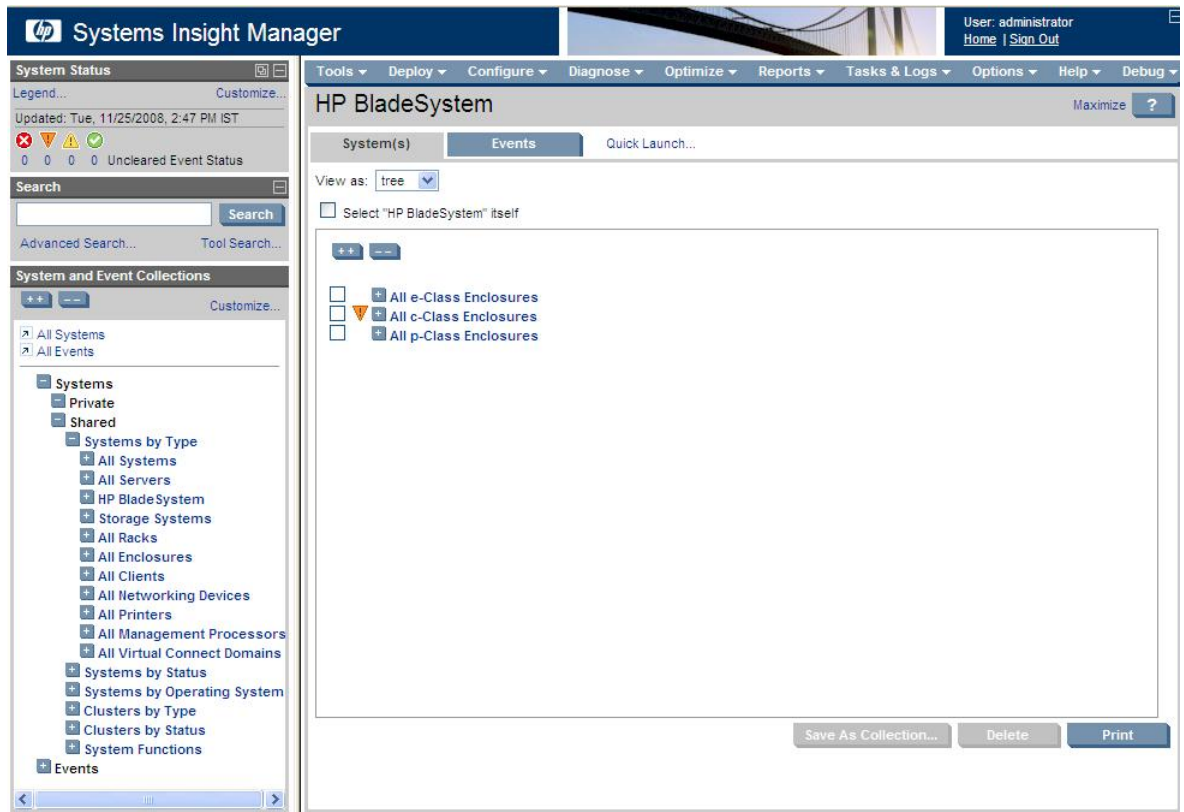 hp Systems Insight Manager
User: administrator
Home | Sign Out
System Status
Legend... Customize...
Updated: Tue, 11/25/2008, 2:47 PM IST
0 0 0 0 Uncleared Event Status
Search
Search
Advanced Search... Tool Search...
System and Event Collections
++ -- Customize...
All Systems
All Events
Systems
Private
Shared
Systems by Type
All Systems
All Servers
HP BladeSystem
Storage Systems
All Racks
All Enclosures
All Clients
All Networking Devices
All Printers
All Management Processors
All Virtual Connect Domains
Systems by Status
Systems by Operating System
Clusters by Type
Clusters by Status
System Functions
Events
Tools Deploy Configure Diagnose Optimize Reports Tasks & Logs Options Help Debug
HP BladeSystem
Maximize ?
System(s) Events Quick Launch...
View as: tree
Select "HP BladeSystem" itself
++ --
All e-Class Enclosures
All c-Class Enclosures
All p-Class Enclosures
Save As Collection... Delete Print